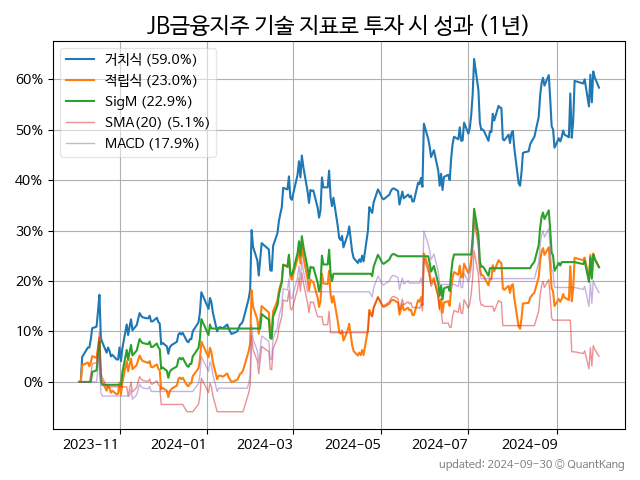 JB금융지주 기술 지표로 투자 시 성과 (1년)
거치식 (59.0%)
적립식 (23.0%)
SigM (22.9%)
SMA(20) (5.1%)
MACD (17.9%)
60%
50%
40%
30%
20%
10%
0%
2023-11 2024-01 2024-03 2024-05 2024-07 2024-09
updated: 2024-09-30 © QuantKang